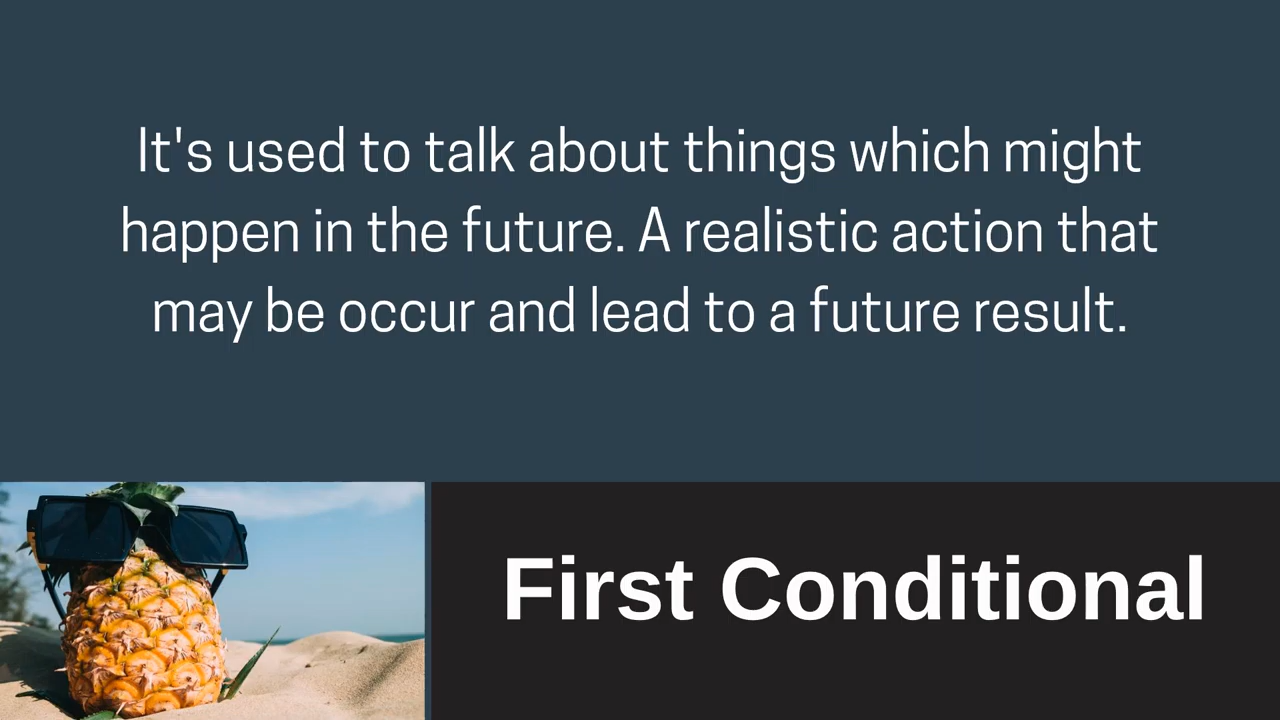 It's used to talk about things which might
happen in the future. A realistic action that
may be occur and lead to a future result.
First Conditional